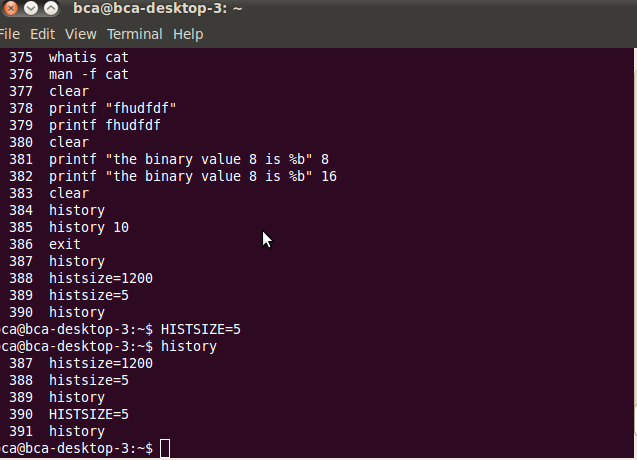 bca@bca-desktop-3: ~
File Edit View Terminal Help
375 whatis cat
376 man -f cat
377 clear
378 printf "fhudfdf"
379 printf fhudfdf
380 clear
381 printf "the binary value 8 is %b" 8
382 printf "the binary value 8 is %b" 16
383 clear
384 history
385 history 10
386 exit
387 history
388 histsize=1200
389 histsize=5
390 history
bca@bca-desktop-3:~$ HISTSIZE=5
bca@bca-desktop-3:~$ history
387 histsize=1200
388 histsize=5
389 history
390 HISTSIZE=5
391 history
bca@bca-desktop-3:~$